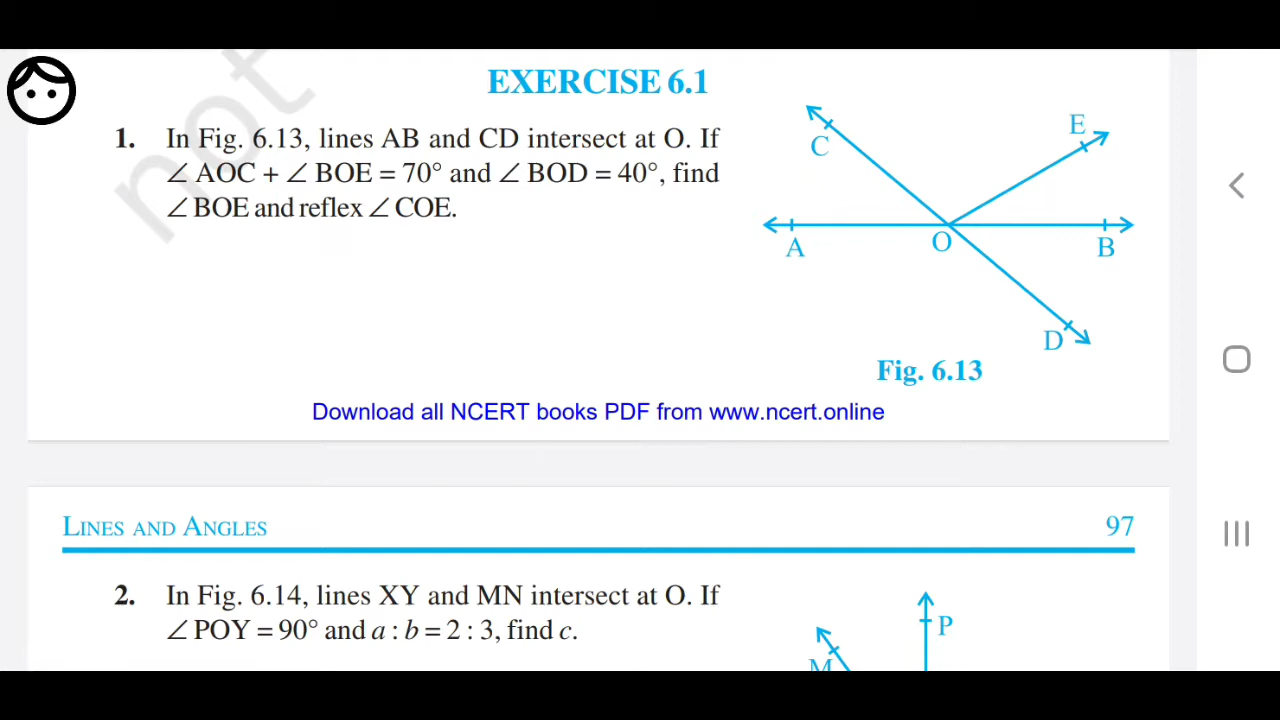 not
EXERCISE 6.1
1. In Fig. 6.13, lines AB and CD intersect at O. If
∠ AOC + ∠ BOE = 70° and ∠ BOD = 40°, find
∠ BOE and reflex ∠ COE.
C
E
A
O
B
D
Fig. 6.13
Download all NCERT books PDF from www.ncert.online
LINES AND ANGLES
97
2. In Fig. 6.14, lines XY and MN intersect at O. If
∠ POY = 90° and a : b = 2 : 3, find c.
P
M